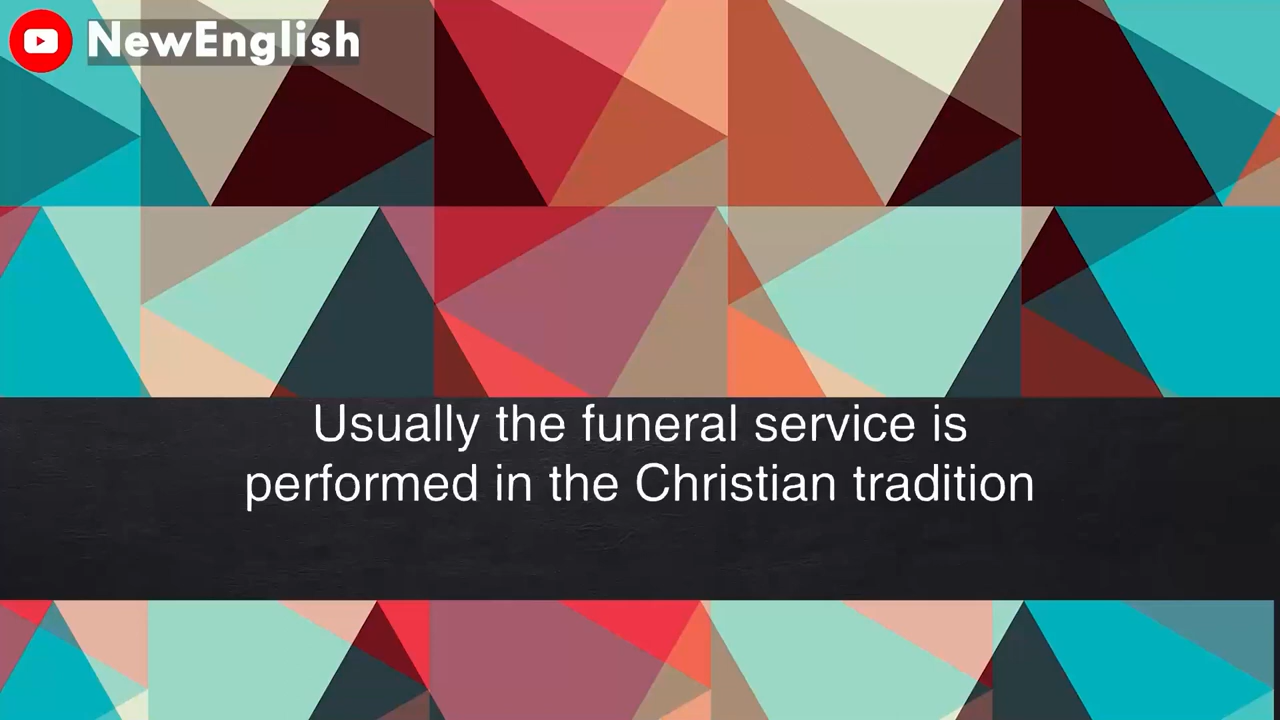 NewEnglish
Usually the funeral service is
performed in the Christian tradition